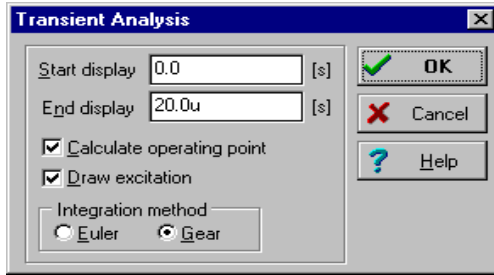 Transient Analysis
Start display 0.0 [s]
End display 20.0u [s]
Calculate operating point
Draw excitation
Integration method
Euler Gear
OK
Cancel
Help